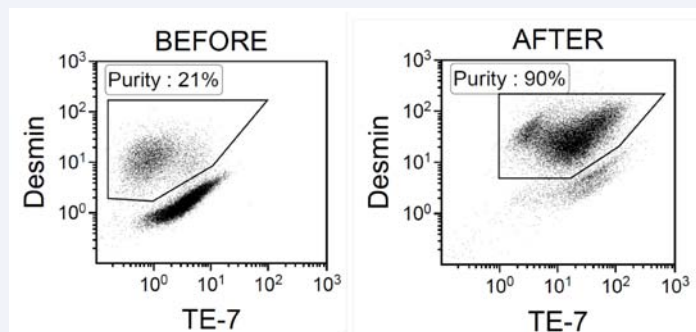 BEFORE
Purity : 21%
Desmin
10³
10²
10¹
10⁰
10⁰
10¹
10²
10³
TE-7
AFTER
Purity : 90%
Desmin
10³
10²
10¹
10⁰
10⁰
10¹
10²
10³
TE-7